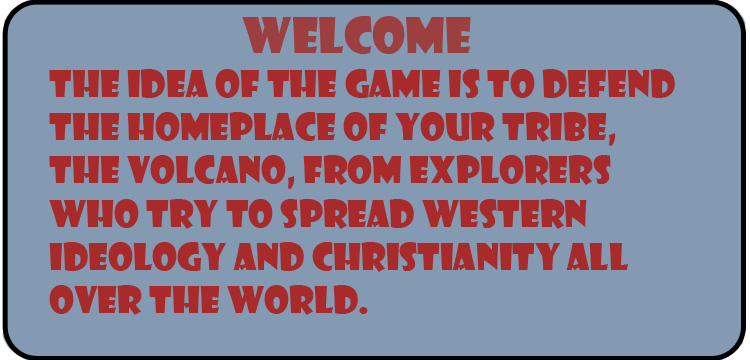 WELCOME
THE IDEA OF THE GAME IS TO DEFEND
THE HOMEPLACE OF YOUR TRIBE,
THE VOLCANO, FROM EXPLORERS
WHO TRY TO SPREAD WESTERN
IDEOLOGY AND CHRISTIANITY ALL
OVER THE WORLD.